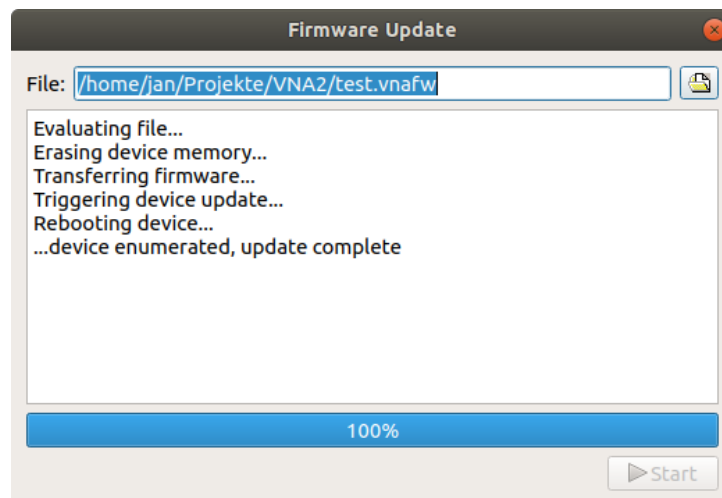 Firmware Update
File: /home/jan/Projekte/VNA2/test.vnafw
Evaluating file...
Erasing device memory...
Transferring firmware...
Triggering device update...
Rebooting device...
...device enumerated, update complete
100%
Start